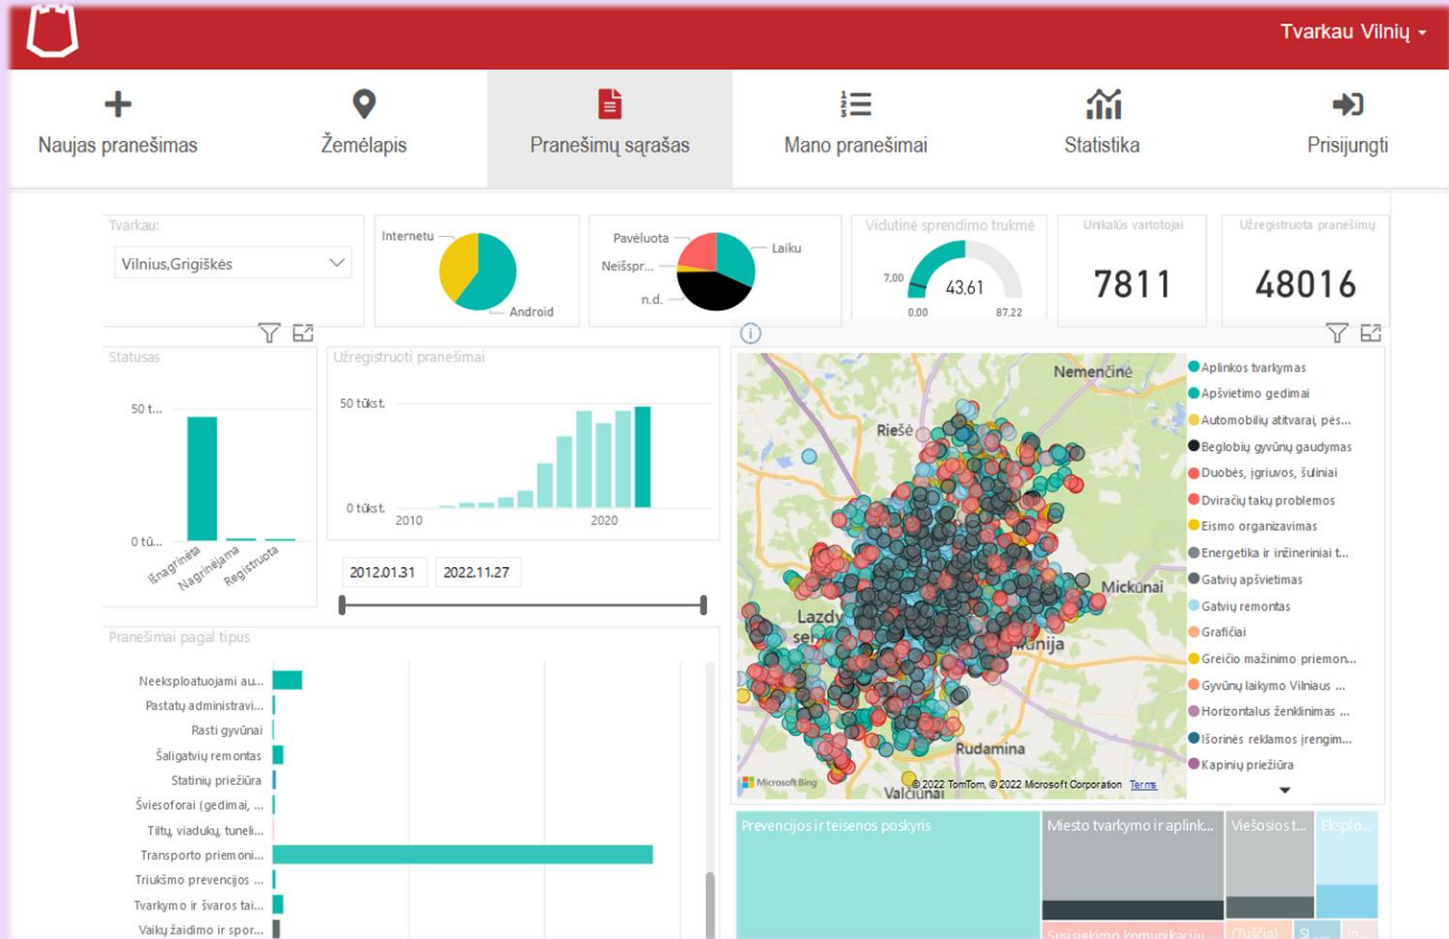 Tvarkau Vilnių
Naujas pranešimas
Žemėlapis
Pranešimų sąrašas
Mano pranešimai
Statistika
Prisijungti
Tvarkau:
Vilnius,Grigiškės
Internetu
Android
Pavėluota
Neišspr...
n.d.
Laiku
Vidutinė sprendimo trukmė
7,00
43,61
0,00
87,22
Unikalūs vartotojai
7811
Užregistruota pranešimų
48016
Statusas
50 t...
0 tū...
Išnagrinėta
Nagrinėjama
Registruota
Užregistruoti pranešimai
50 tūkst.
0 tūkst.
2010
2020
2012.01.31
2022.11.27
Pranešimai pagal tipus
Neeksploatuojami au...
Pastatų administravi...
Rasti gyvūnai
Šaligatvių remontas
Statinių priežiūra
Šviesoforai (gedimai, ...
Tiltų, viadukų, tuneli...
Transporto priemoni...
Triukšmo prevencijos ...
Tvarkymo ir švaros tai...
Vaikų žaidimo ir spor...
Nemenčinė
Riešė
Mickūnai
Lazdy
Rudamina
Valčiūnai
Microsoft Bing
© 2022 TomTom, © 2022 Microsoft Corporation Terms
Aplinkos tvarkymas
Apšvietimo gedimai
Automobilių atitvarai, pės...
Beglobių gyvūnų gaudymas
Duobės, įgriuvos, šuliniai
Dviračių takų problemos
Eismo organizavimas
Energetika ir inžineriniai t...
Gatvių apšvietimas
Gatvių remontas
Grafičiai
Greičio mažinimo priemon...
Gyvūnų laikymo Vilniaus ...
Horizontalus ženklinimas ...
Išorinės reklamos įrengim...
Kapinių priežiūra
Prevencijos ir teisenos poskyris
Miesto tvarkymo ir aplink...
Viešosios t...
Eksplo...
Susisiekimo komunikacijų
(Tuščia)